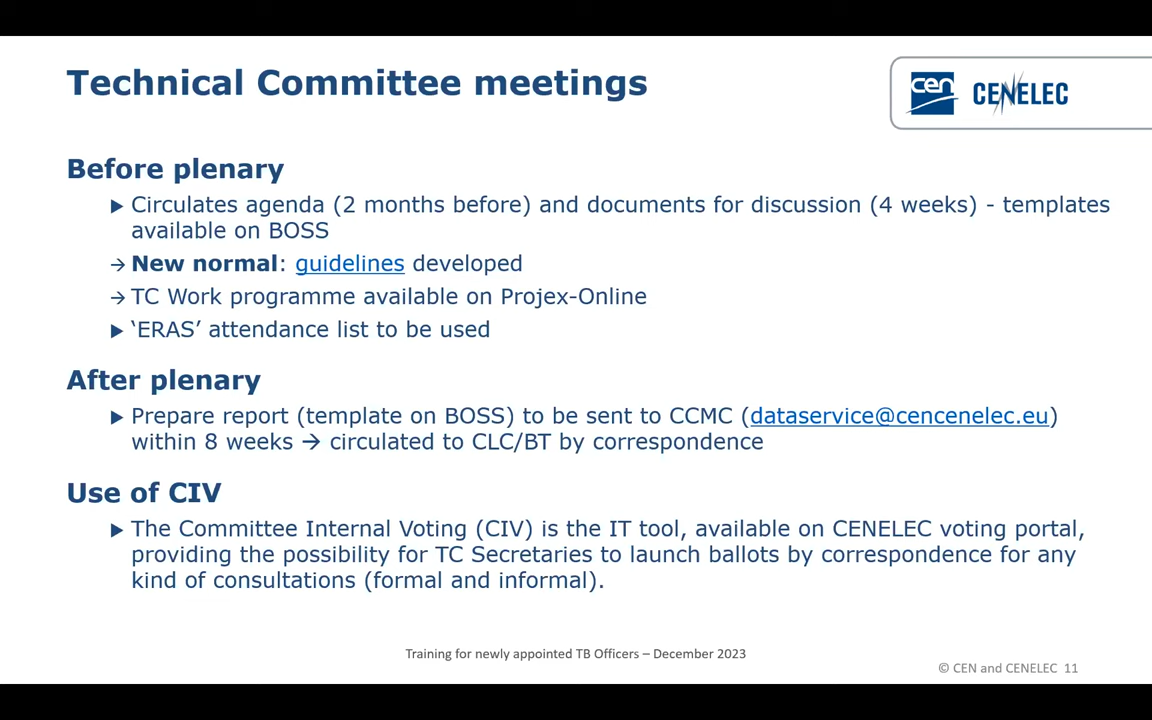 Technical Committee meetings
cen
CENELEC
Before plenary
▶ Circulates agenda (2 months before) and documents for discussion (4 weeks) - templates
available on BOSS
→ New normal: guidelines developed
→ TC Work programme available on Projex-Online
▶ ‘ERAS’ attendance list to be used
After plenary
▶ Prepare report (template on BOSS) to be sent to CCMC (dataservice@cencenelec.eu)
within 8 weeks → circulated to CLC/BT by correspondence
Use of CIV
▶ The Committee Internal Voting (CIV) is the IT tool, available on CENELEC voting portal,
providing the possibility for TC Secretaries to launch ballots by correspondence for any
kind of consultations (formal and informal).
Training for newly appointed TB Officers – December 2023
© CEN and CENELEC 11